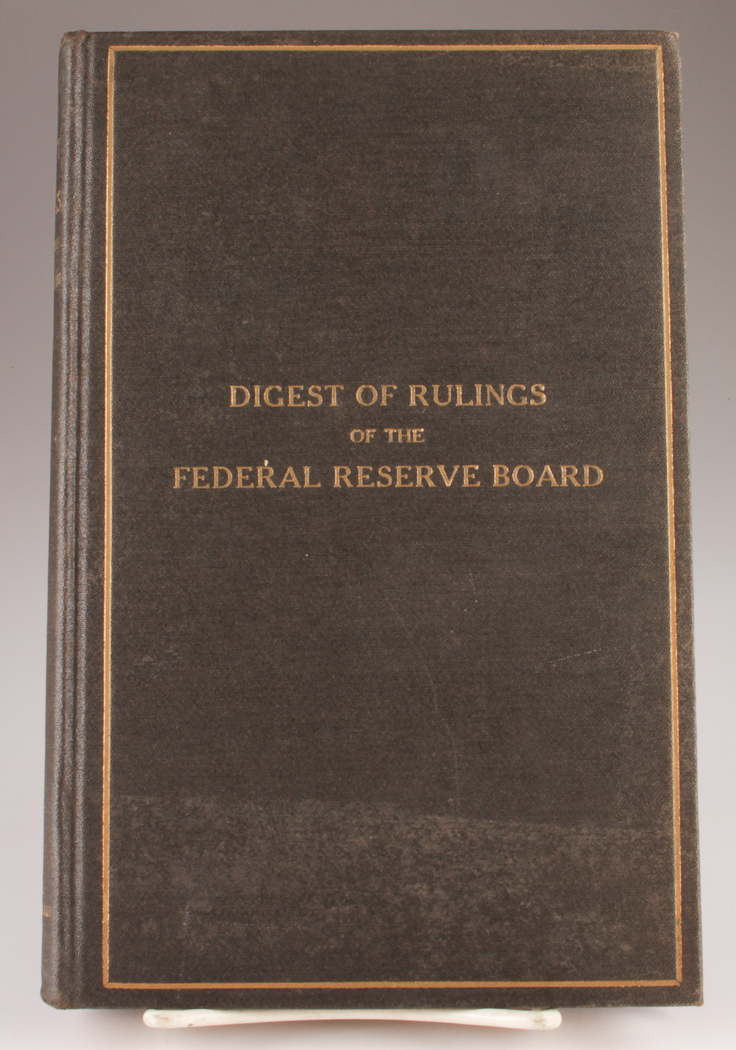 DIGEST OF RULINGS
OF THE
FEDERAL RESERVE BOARD